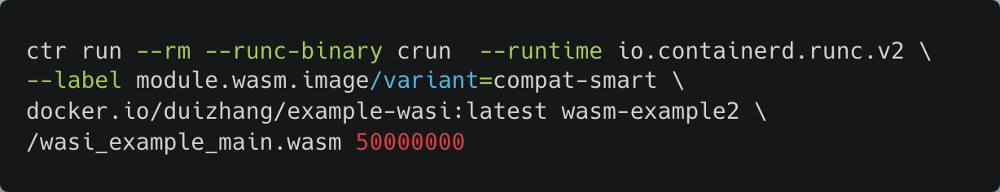 ctr run --rm --runc-binary crun  --runtime io.containerd.runc.v2 \
--label module.wasm.image/variant=compat-smart \
docker.io/duizhang/example-wasi:latest wasm-example2 \
/wasi_example_main.wasm 50000000